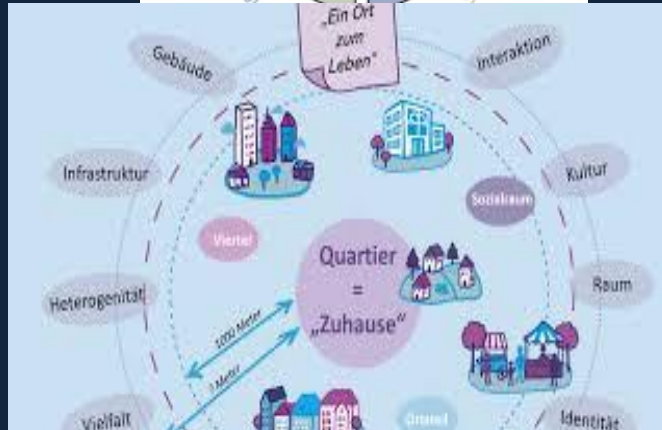 „Ein Ort
zum
Leben“
Gebäude
Interaktion
Infrastruktur
Kultur
Sozialraum
Viertel
Quartier
=
„Zuhause“
Heterogenität
Raum
1000 Meter
? Meter
Vielfalt
Ortsteil
Identität